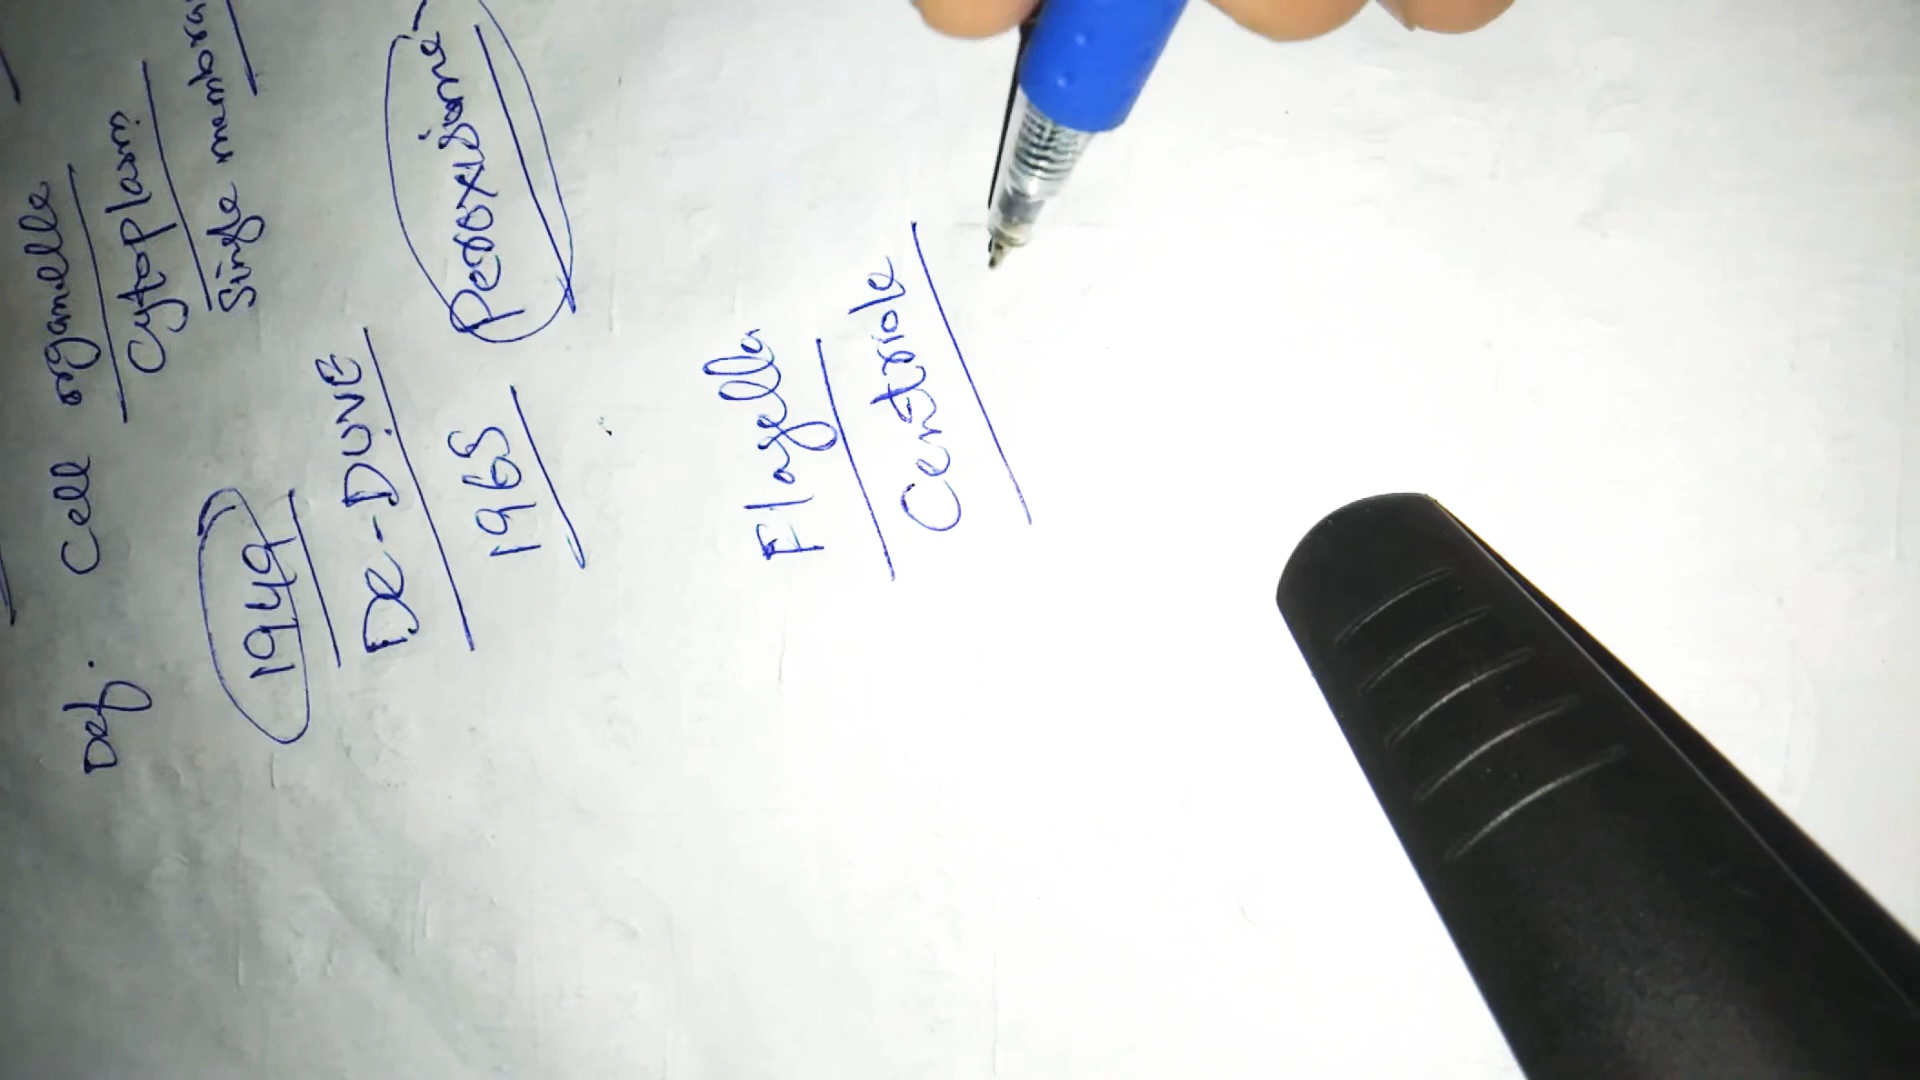 Def. Cell organelle
Cytoplasm
Single membra
1949
De-DUVE
1965 Peroxisome
Flagella
Centriole